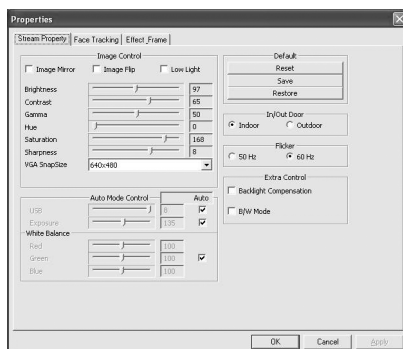 Properties
Stream Property Face Tracking Effect_Frame
Image Control
Image Mirror Image Flip Low Light
Brightness 97
Contrast 65
Gamma 50
Hue 0
Saturation 168
Sharpness 8
VGA SnapSize 640x480
Auto Mode Control Auto
USB 8
Exposure 135
White Balance
Red 100
Green 100
Blue 100
Default
Reset
Save
Restore
In/Out Door
Indoor Outdoor
Flicker
50 Hz 60 Hz
Extra Control
Backlight Compensation
B/W Mode
OK Cancel Apply